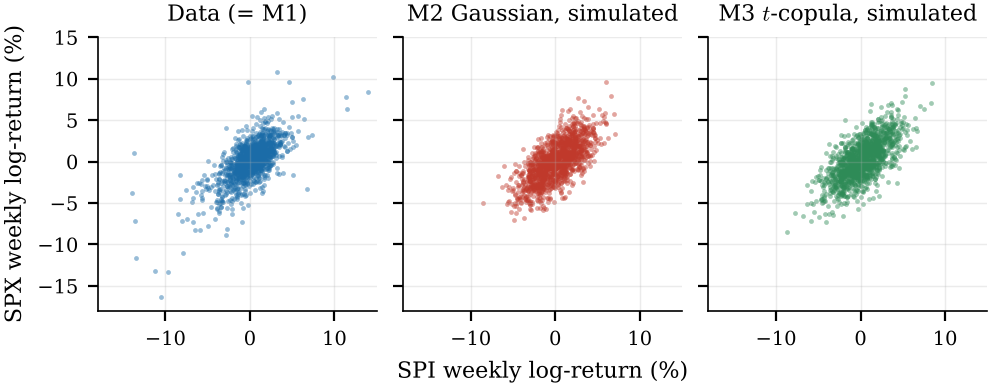 Data (= M1)
M2 Gaussian, simulated
M3 t-copula, simulated
SPX weekly log-return (%)
15
10
5
0
−5
−10
−15
−10 0 10
−10 0 10
−10 0 10
SPI weekly log-return (%)